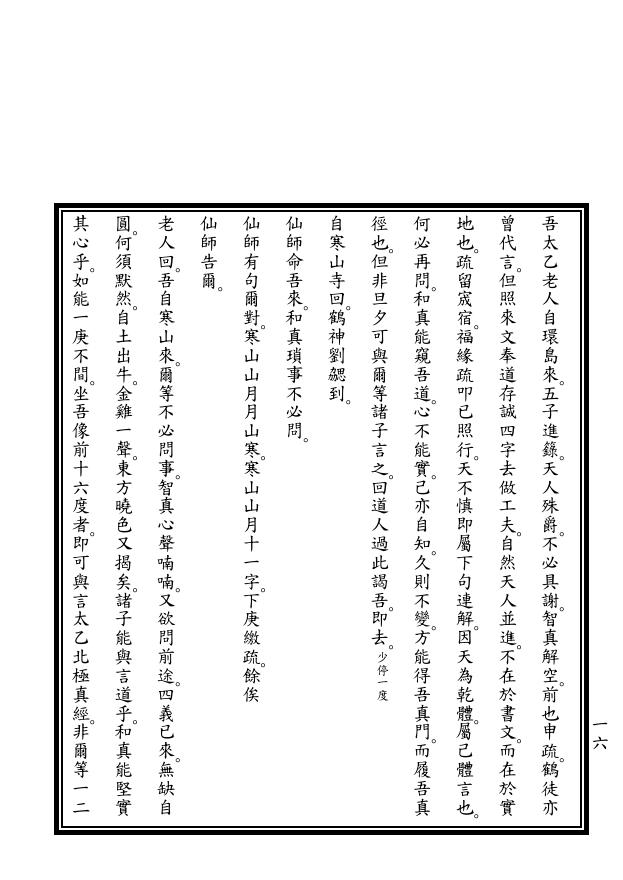 吾太乙老人自環島來。五子進錄。天人殊爵。不必具謝。智真解空。前也申疏。鶴徒亦
曾代言。但照來文奉道存誠四字去做工夫。自然天人並進。不在於書文。而在於實
地也。疏留宬宿。福緣疏叩已照行。天不慎即屬下句連解。因天為乾體。屬己體言也。
何必再問。和真能窺吾道。心不能實。己亦自知。久則不變。方能得吾真門。而履吾真
徑也。但非旦夕可與爾等諸子言之。回道人過此謁吾。即去。少停一度
自寒山寺回。鶴神劉勰到。
仙師命吾來。和真瑣事不必問。
仙師有句爾對。寒山山月月山寒。寒山山月十一字。下庚繳疏。餘俟
仙師告爾。
老人回。吾自寒山來。爾等不必問事。智真心聲喃喃。又欲問前途。四義已來。無缺自
圓。何須默然。自土出牛。金雞一聲。東方曉色又揭矣。諸子能與言道乎。和真能堅實
其心乎。如能一庚不間。坐吾像前十六度者。即可與言太乙北極真經。非爾等一二
一六